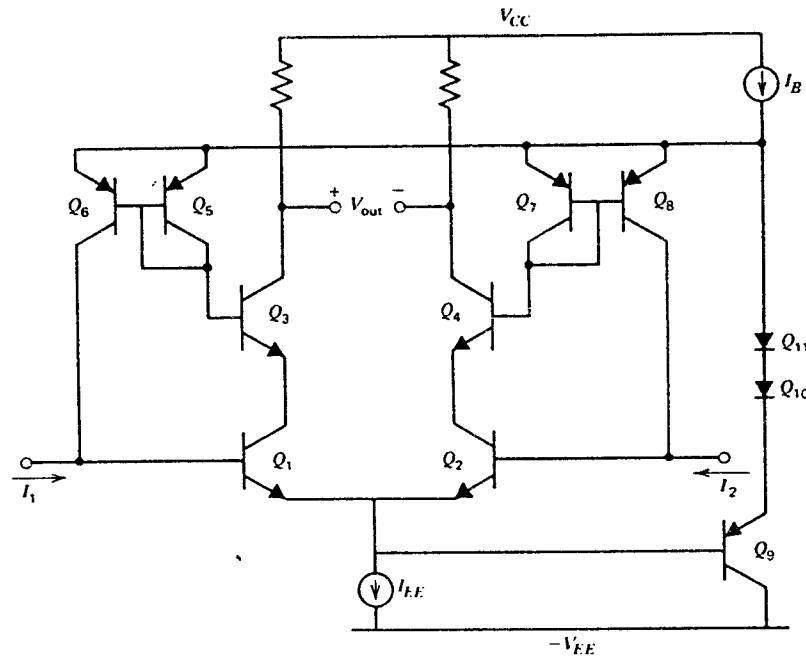 V_CC
I_B
Q_6
Q_5
+
V_out
−
Q_7
Q_8
Q_3
Q_4
Q_11
Q_10
Q_1
Q_2
I_1
I_2
Q_9
I_EE
−V_EE